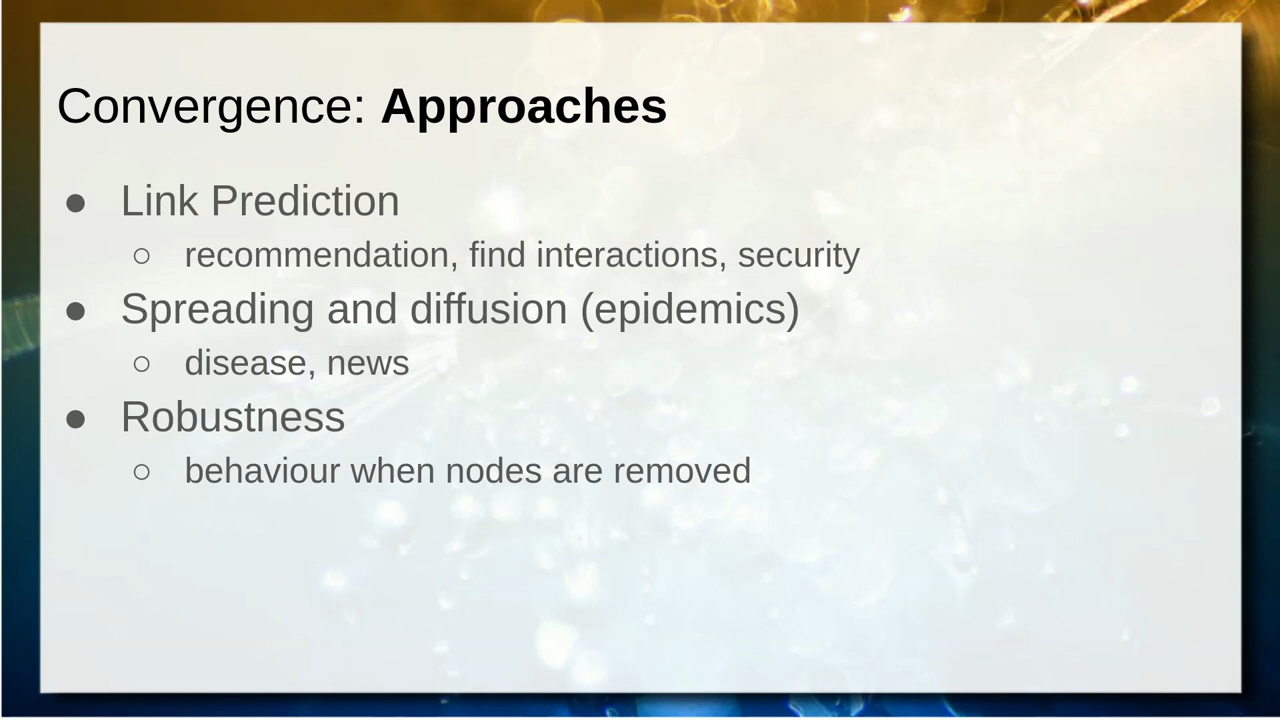 Convergence: Approaches
● Link Prediction
○ recommendation, find interactions, security
● Spreading and diffusion (epidemics)
○ disease, news
● Robustness
○ behaviour when nodes are removed